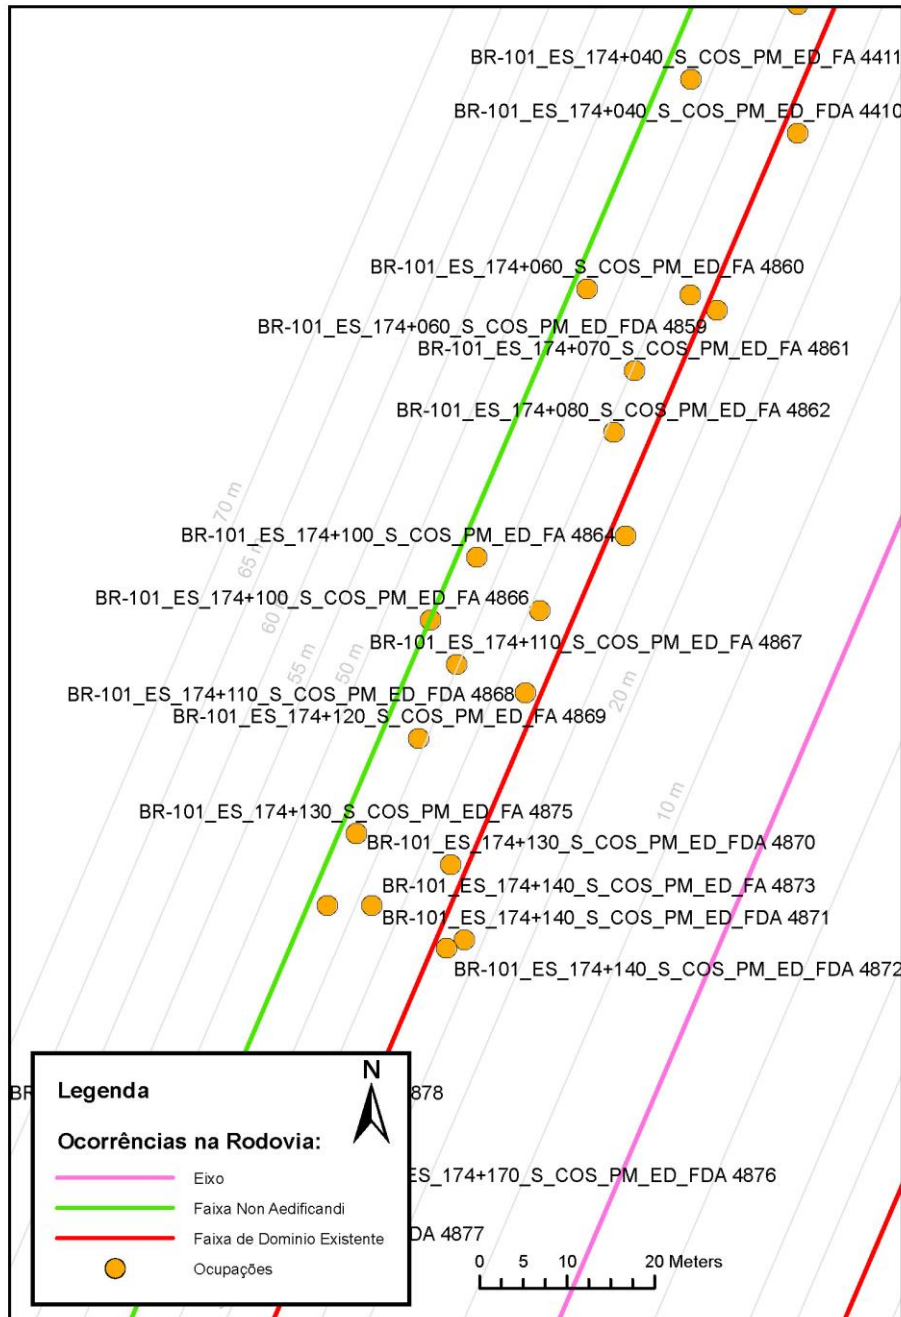 BR-101_ES_174+040_S_COS_PM_ED_FA 4411
BR-101_ES_174+040_S_COS_PM_ED_FDA 4410
BR-101_ES_174+060_S_COS_PM_ED_FA 4860
BR-101_ES_174+060_S_COS_PM_ED_FDA 4859
BR-101_ES_174+070_S_COS_PM_ED_FA 4861
BR-101_ES_174+080_S_COS_PM_ED_FA 4862
70 m
BR-101_ES_174+100_S_COS_PM_ED_FA 4864
65 m
BR-101_ES_174+100_S_COS_PM_ED_FA 4866
60 m
BR-101_ES_174+110_S_COS_PM_ED_FA 4867
55 m
50 m
20 m
BR-101_ES_174+110_S_COS_PM_ED_FDA 4868
BR-101_ES_174+120_S_COS_PM_ED_FA 4869
10 m
BR-101_ES_174+130_S_COS_PM_ED_FA 4875
BR-101_ES_174+130_S_COS_PM_ED_FDA 4870
BR-101_ES_174+140_S_COS_PM_ED_FA 4873
BR-101_ES_174+140_S_COS_PM_ED_FDA 4871
BR-101_ES_174+140_S_COS_PM_ED_FDA 4872
N
Legenda
BR 878
Ocorrências na Rodovia:
Eixo
ES_174+170_S_COS_PM_ED_FDA 4876
Faixa Non Aedificandi
Faixa de Dominio Existente
DA 4877
Ocupações
0 5 10 20 Meters